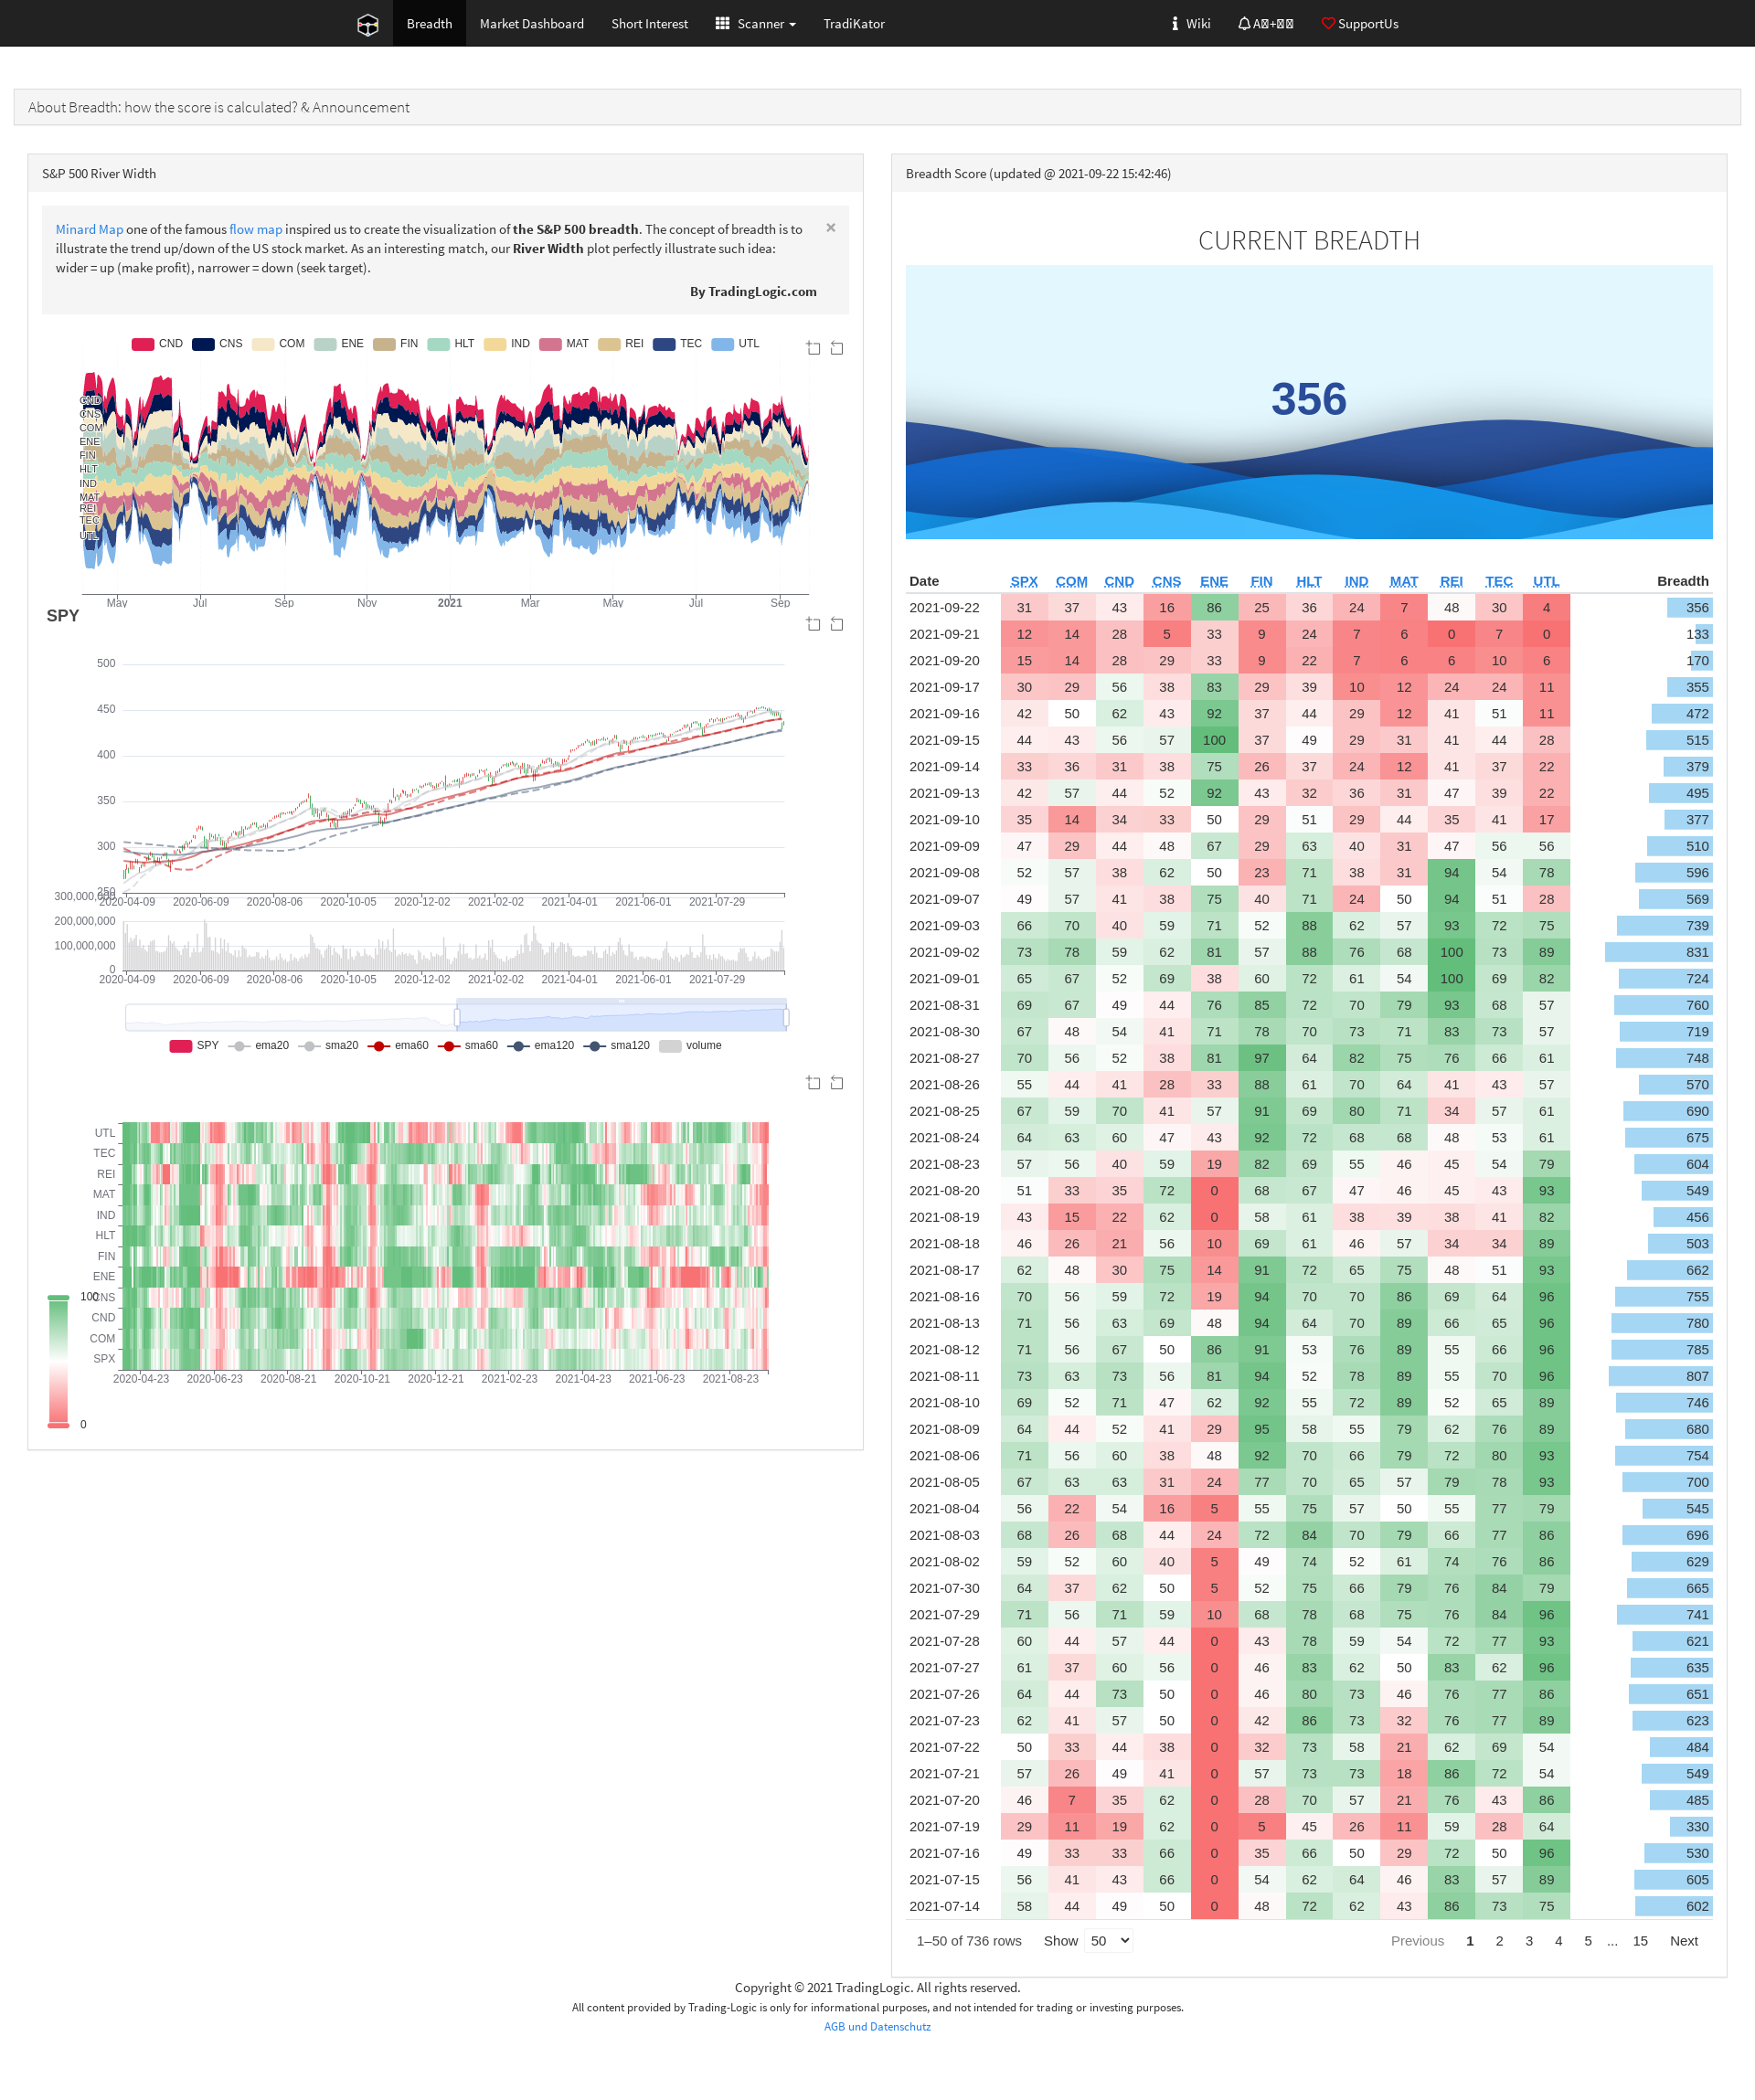 Breadth Market Dashboard Short Interest Scanner TradiKator Wiki SupportUs
About Breadth: how the score is calculated? & Announcement
S&P 500 River Width
Minard Map one of the famous flow map inspired us to create the visualization of the S&P 500 breadth. The concept of breadth is to
illustrate the trend up/down of the US stock market. As an interesting match, our River Width plot perfectly illustrate such idea:
wider = up (make profit), narrower = down (seek target).
×
By TradingLogic.com
CND CNS COM ENE FIN HLT IND MAT REI TEC UTL
CND
CNS
COM
ENE
FIN
HLT
IND
MAT
REI
TEC
UTL
May Jul Sep Nov 2021 Mar May Jul Sep
SPY
500
450
400
350
300
250
2020-04-09 2020-06-09 2020-08-06 2020-10-05 2020-12-02 2021-02-02 2021-04-01 2021-06-01 2021-07-29
300,000,000
200,000,000
100,000,000
0
2020-04-09 2020-06-09 2020-08-06 2020-10-05 2020-12-02 2021-02-02 2021-04-01 2021-06-01 2021-07-29
SPY ema20 sma20 ema60 sma60 ema120 sma120 volume
UTL
TEC
REI
MAT
IND
HLT
FIN
ENE
CNS
CND
COM
SPX
2020-04-23 2020-06-23 2020-08-21 2020-10-21 2020-12-21 2021-02-23 2021-04-23 2021-06-23 2021-08-23
100
0
Breadth Score (updated @ 2021-09-22 15:42:46)
CURRENT BREADTH
356
Date SPX COM CND CNS ENE FIN HLT IND MAT REI TEC UTL Breadth
2021-09-22 31 37 43 16 86 25 36 24 7 48 30 4 356
2021-09-21 12 14 28 5 33 9 24 7 6 0 7 0 133
2021-09-20 15 14 28 29 33 9 22 7 6 6 10 6 170
2021-09-17 30 29 56 38 83 29 39 10 12 24 24 11 355
2021-09-16 42 50 62 43 92 37 44 29 12 41 51 11 472
2021-09-15 44 43 56 57 100 37 49 29 31 41 44 28 515
2021-09-14 33 36 31 38 75 26 37 24 12 41 37 22 379
2021-09-13 42 57 44 52 92 43 32 36 31 47 39 22 495
2021-09-10 35 14 34 33 50 29 51 29 44 35 41 17 377
2021-09-09 47 29 44 48 67 29 63 40 31 47 56 56 510
2021-09-08 52 57 38 62 50 23 71 38 31 94 54 78 596
2021-09-07 49 57 41 38 75 40 71 24 50 94 51 28 569
2021-09-03 66 70 40 59 71 52 88 62 57 93 72 75 739
2021-09-02 73 78 59 62 81 57 88 76 68 100 73 89 831
2021-09-01 65 67 52 69 38 60 72 61 54 100 69 82 724
2021-08-31 69 67 49 44 76 85 72 70 79 93 68 57 760
2021-08-30 67 48 54 41 71 78 70 73 71 83 73 57 719
2021-08-27 70 56 52 38 81 97 64 82 75 76 66 61 748
2021-08-26 55 44 41 28 33 88 61 70 64 41 43 57 570
2021-08-25 67 59 70 41 57 91 69 80 71 34 57 61 690
2021-08-24 64 63 60 47 43 92 72 68 68 48 53 61 675
2021-08-23 57 56 40 59 19 82 69 55 46 45 54 79 604
2021-08-20 51 33 35 72 0 68 67 47 46 45 43 93 549
2021-08-19 43 15 22 62 0 58 61 38 39 38 41 82 456
2021-08-18 46 26 21 56 10 69 61 46 57 34 34 89 503
2021-08-17 62 48 30 75 14 91 72 65 75 48 51 93 662
2021-08-16 70 56 59 72 19 94 70 70 86 69 64 96 755
2021-08-13 71 56 63 69 48 94 64 70 89 66 65 96 780
2021-08-12 71 56 67 50 86 91 53 76 89 55 66 96 785
2021-08-11 73 63 73 56 81 94 52 78 89 55 70 96 807
2021-08-10 69 52 71 47 62 92 55 72 89 52 65 89 746
2021-08-09 64 44 52 41 29 95 58 55 79 62 76 89 680
2021-08-06 71 56 60 38 48 92 70 66 79 72 80 93 754
2021-08-05 67 63 63 31 24 77 70 65 57 79 78 93 700
2021-08-04 56 22 54 16 5 55 75 57 50 55 77 79 545
2021-08-03 68 26 68 44 24 72 84 70 79 66 77 86 696
2021-08-02 59 52 60 40 5 49 74 52 61 74 76 86 629
2021-07-30 64 37 62 50 5 52 75 66 79 76 84 79 665
2021-07-29 71 56 71 59 10 68 78 68 75 76 84 96 741
2021-07-28 60 44 57 44 0 43 78 59 54 72 77 93 621
2021-07-27 61 37 60 56 0 46 83 62 50 83 62 96 635
2021-07-26 64 44 73 50 0 46 80 73 46 76 77 86 651
2021-07-23 62 41 57 50 0 42 86 73 32 76 77 89 623
2021-07-22 50 33 44 38 0 32 73 58 21 62 69 54 484
2021-07-21 57 26 49 41 0 57 73 73 18 86 72 54 549
2021-07-20 46 7 35 62 0 28 70 57 21 76 43 86 485
2021-07-19 29 11 19 62 0 5 45 26 11 59 28 64 330
2021-07-16 49 33 33 66 0 35 66 50 29 72 50 96 530
2021-07-15 56 41 43 66 0 54 62 64 46 83 57 89 605
2021-07-14 58 44 49 50 0 48 72 62 43 86 73 75 602
1–50 of 736 rows Show 50 Previous 1 2 3 4 5 ... 15 Next
Copyright © 2021 TradingLogic. All rights reserved.
All content provided by Trading-Logic is only for informational purposes, and not intended for trading or investing purposes.
AGB und Datenschutz